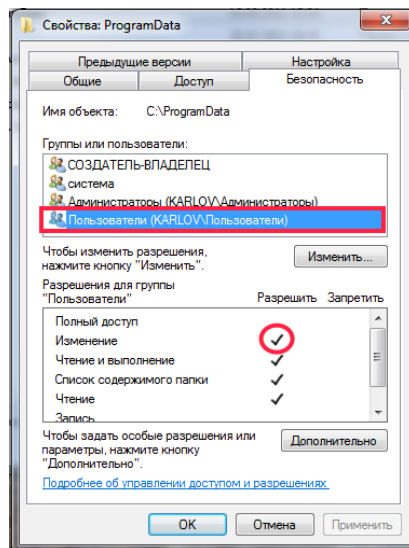 Свойства: ProgramData
Предыдущие версии
Настройка
Общие
Доступ
Безопасность
Имя объекта: C:\ProgramData
Группы или пользователи:
СОЗДАТЕЛЬ-ВЛАДЕЛЕЦ
система
Администраторы (KARLOV\Администраторы)
Пользователи (KARLOV\Пользователи)
Чтобы изменить разрешения,
нажмите кнопку "Изменить".
Изменить...
Разрешения для группы
"Пользователи"
Разрешить Запретить
Полный доступ
Изменение
Чтение и выполнение
Список содержимого папки
Чтение
Запись
Чтобы задать особые разрешения или
параметры, нажмите кнопку
"Дополнительно".
Дополнительно
Подробнее об управлении доступом и разрешениях
OK
Отмена
Применить